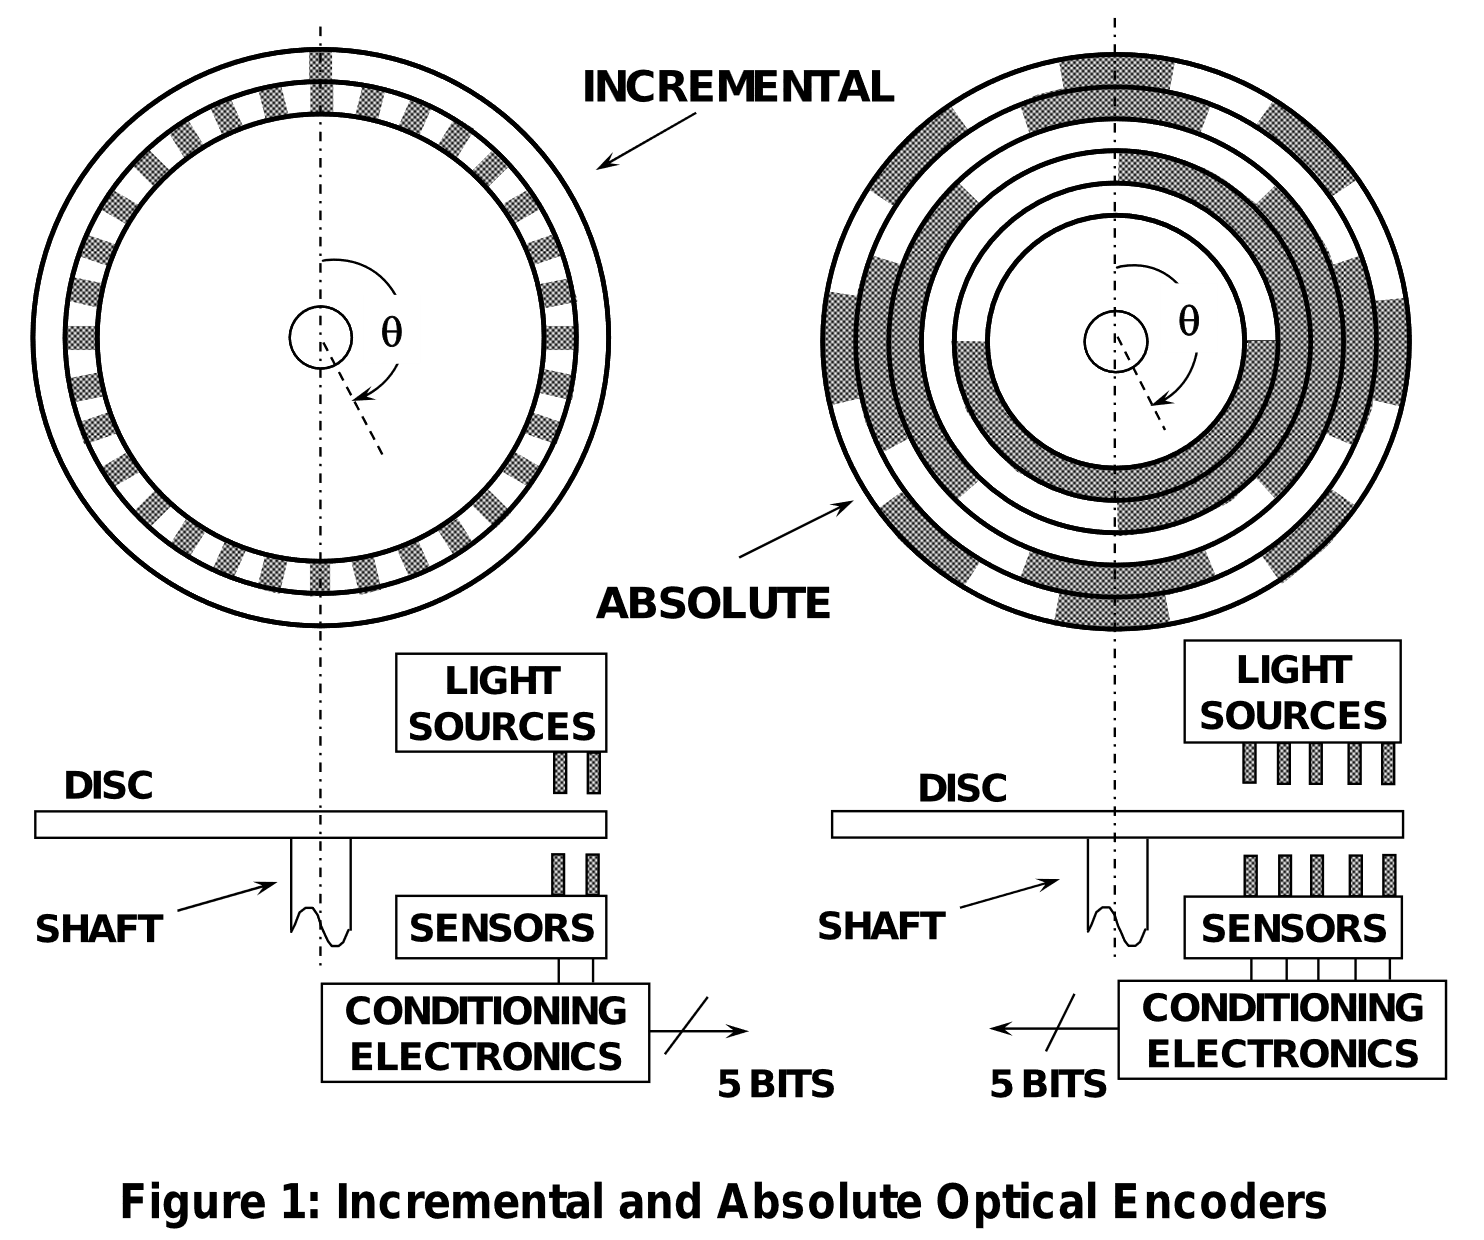 INCREMENTAL
θ
θ
ABSOLUTE
LIGHT
SOURCES
DISC
SHAFT
SENSORS
CONDITIONING
ELECTRONICS
5 BITS
LIGHT
SOURCES
DISC
SHAFT
SENSORS
CONDITIONING
ELECTRONICS
5 BITS
Figure 1: Incremental and Absolute Optical Encoders